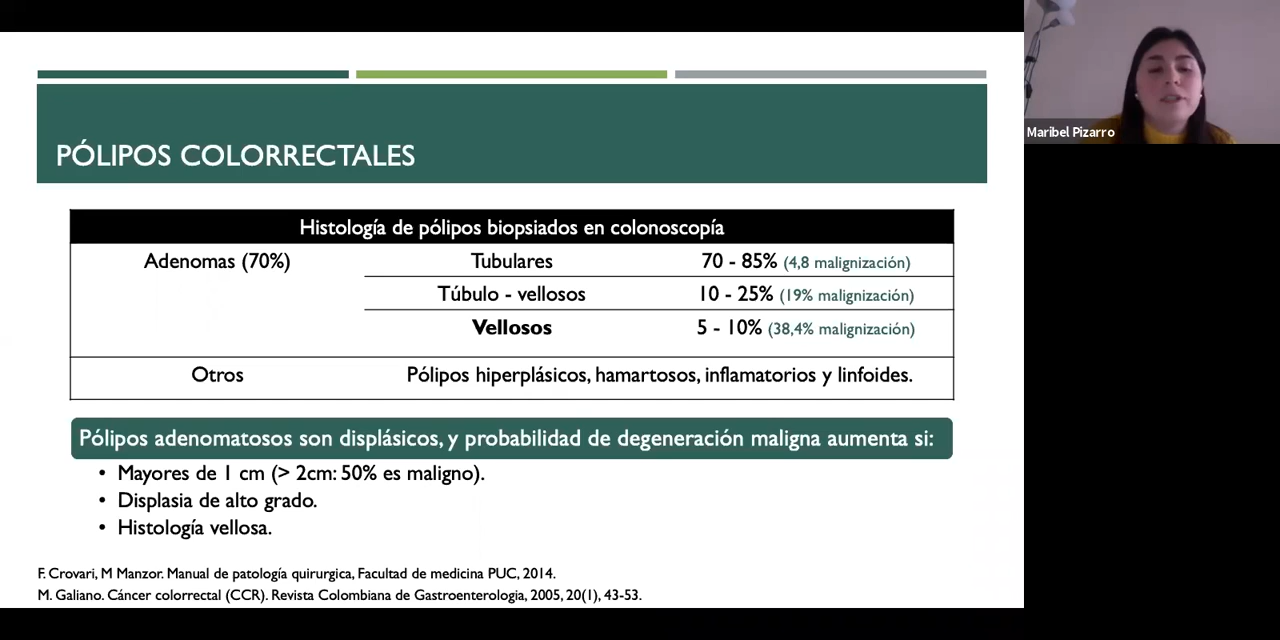 PÓLIPOS COLORRECTALES
Histología de pólipos biopsiados en colonoscopía
Adenomas (70%) Tubulares 70 - 85% (4,8 malignización)
Túbulo - vellosos 10 - 25% (19% malignización)
Vellosos 5 - 10% (38,4% malignización)
Otros Pólipos hiperplásicos, hamartosos, inflamatorios y linfoides.
Pólipos adenomatosos son displásicos, y probabilidad de degeneración maligna aumenta si:
• Mayores de 1 cm (> 2cm: 50% es maligno).
• Displasia de alto grado.
• Histología vellosa.
F. Crovari, M Manzor. Manual de patología quirurgica, Facultad de medicina PUC, 2014.
M. Galiano. Cáncer colorrectal (CCR). Revista Colombiana de Gastroenterologia, 2005, 20(1), 43-53.
Maribel Pizarro